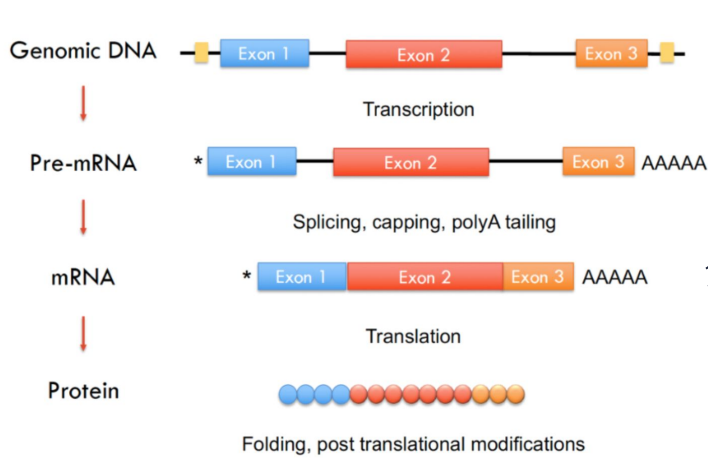 Genomic DNA Exon 1 Exon 2 Exon 3
Transcription
Pre-mRNA * Exon 1 Exon 2 Exon 3 AAAAA
Splicing, capping, polyA tailing
mRNA * Exon 1 Exon 2 Exon 3 AAAAA
Translation
Protein
Folding, post translational modifications